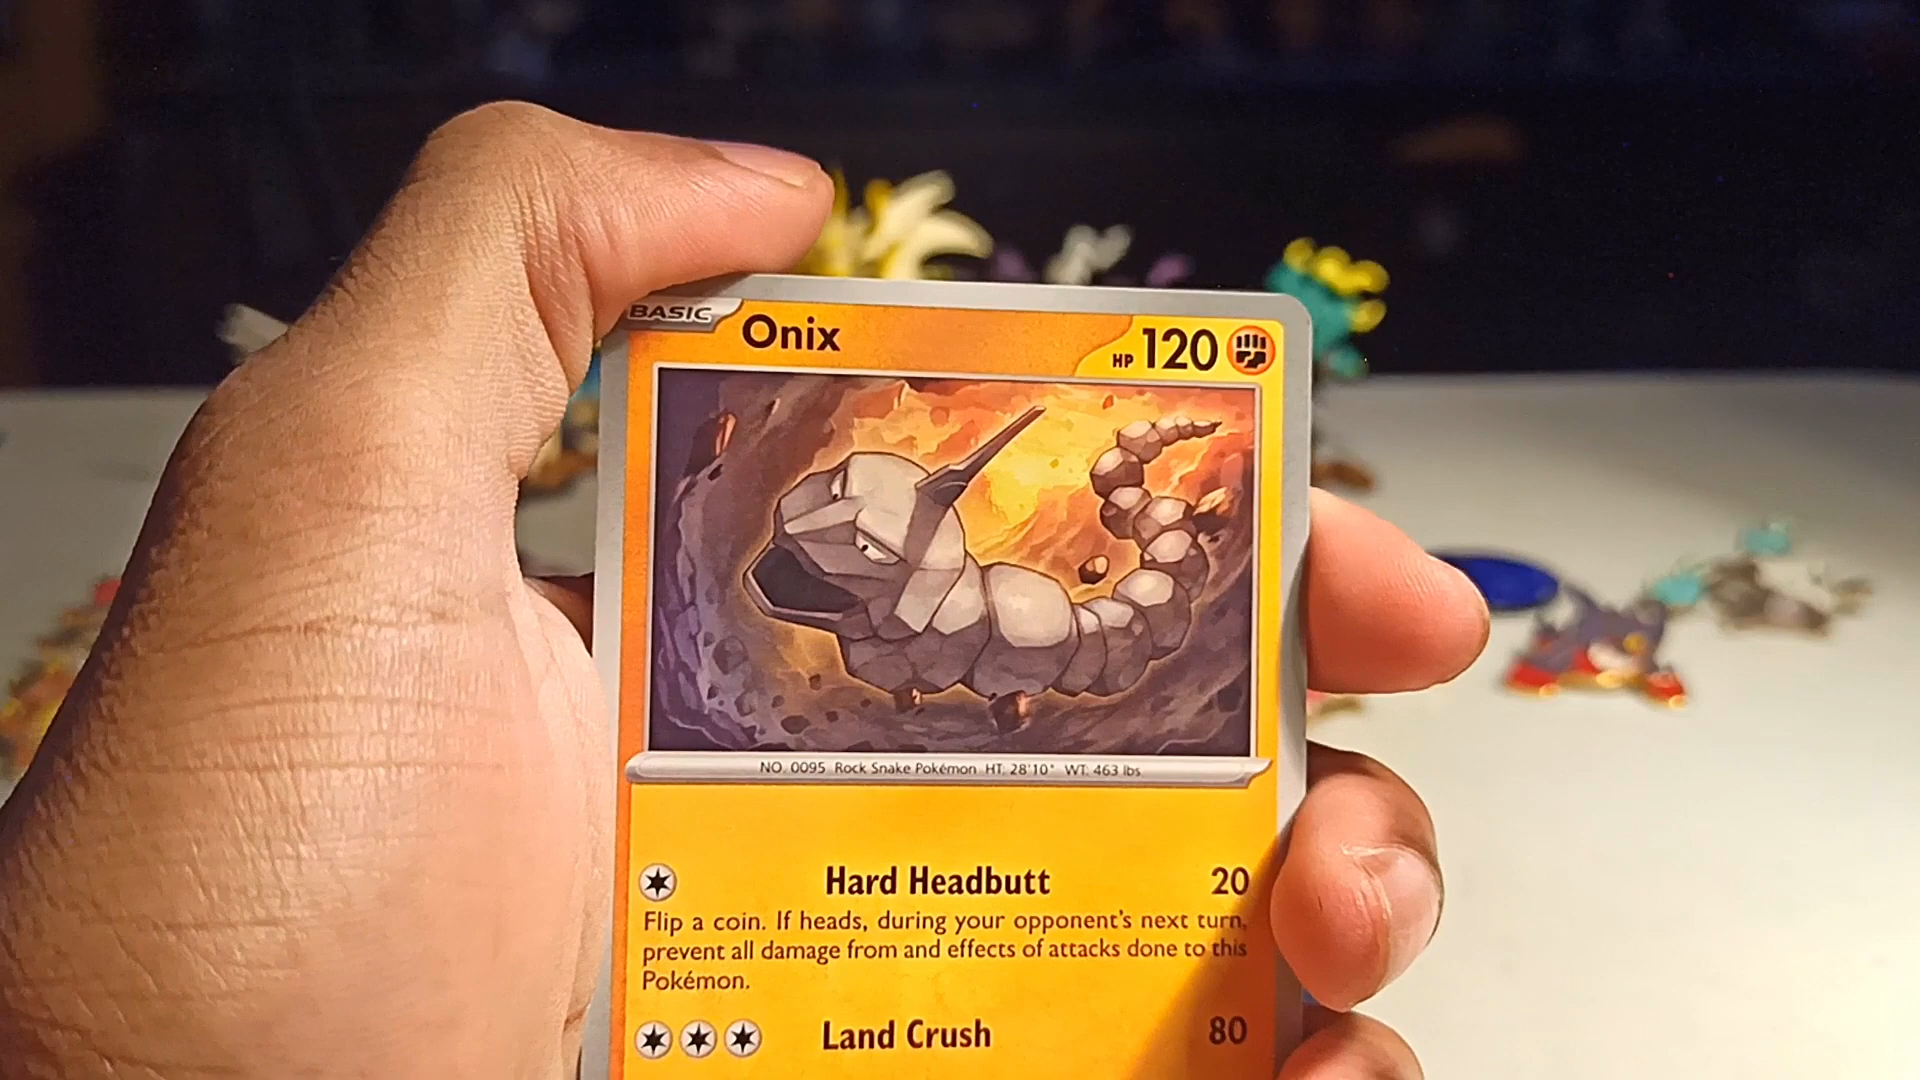 BASIC Onix HP 120
NO. 0095 Rock Snake Pokémon HT: 28'10" WT: 463 lbs.
Hard Headbutt 20
Flip a coin. If heads, during your opponent's next turn,
prevent all damage from and effects of attacks done to this
Pokémon.
Land Crush 80